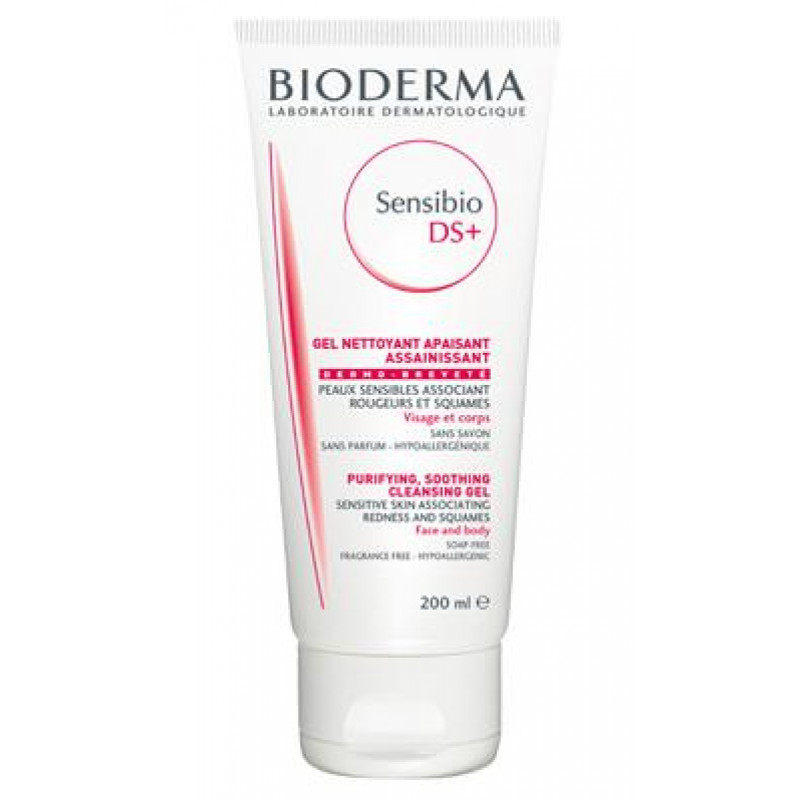 BIODERMA
LABORATOIRE DERMATOLOGIQUE
Sensibio
DS+
GEL NETTOYANT APAISANT
ASSAINISSANT
DERMO-BREVETÉ
PEAUX SENSIBLES ASSOCIANT
ROUGEURS ET SQUAMES
Visage et corps
SANS SAVON
SANS PARFUM - HYPOALLERGÉNIQUE
PURIFYING, SOOTHING
CLEANSING GEL
SENSITIVE SKIN ASSOCIATING
REDNESS AND SQUAMES
Face and body
SOAP-FREE
FRAGRANCE FREE - HYPOALLERGENIC
200 ml ℮